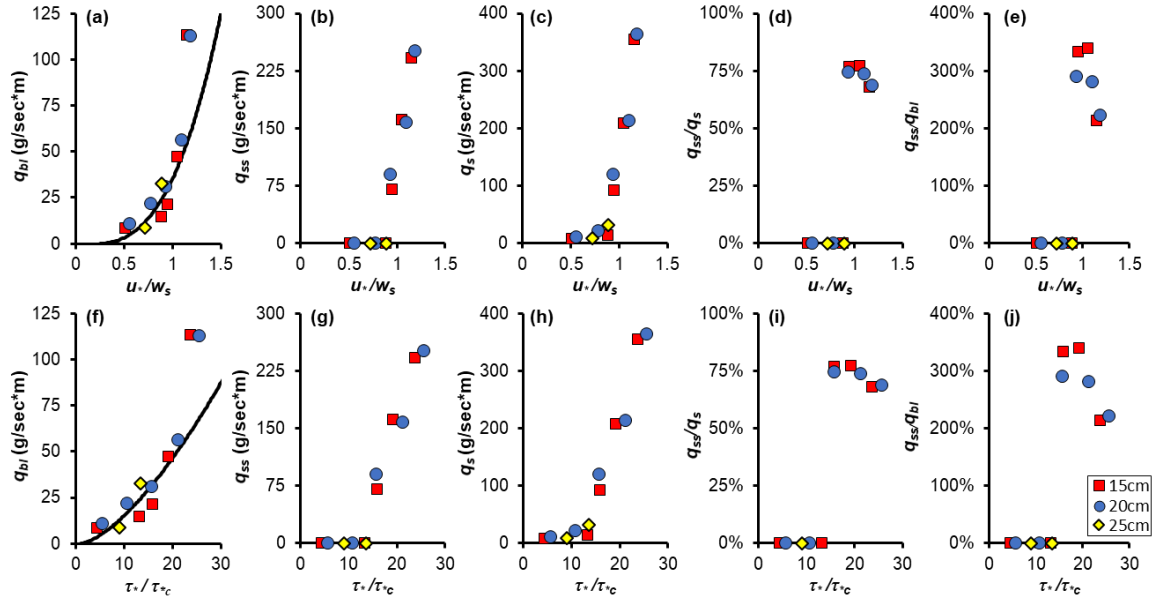 (a)
125
100
75
50
25
0
q_bl (g/sec*m)
0 0.5 1 1.5
u*/w_s
(b)
300
225
150
75
0
q_ss (g/sec*m)
0 0.5 1 1.5
u*/w_s
(c)
400
300
200
100
0
q_s (g/sec*m)
0 0.5 1 1.5
u*/w_s
(d)
100%
75%
50%
25%
0%
q_ss/q_s
0 0.5 1 1.5
u*/w_s
(e)
400%
300%
200%
100%
0%
q_ss/q_bl
0 0.5 1 1.5
u*/w_s
(f)
125
100
75
50
25
0
q_bl (g/sec*m)
0 10 20 30
τ*/τ*c
(g)
300
225
150
75
0
q_ss (g/sec*m)
0 10 20 30
τ*/τ*c
(h)
400
300
200
100
0
q_s (g/sec*m)
0 10 20 30
τ*/τ*c
(i)
100%
75%
50%
25%
0%
q_ss/q_s
0 10 20 30
τ*/τ*c
(j)
400%
300%
200%
100%
0%
q_ss/q_bl
0 10 20 30
τ*/τ*c
15cm
20cm
25cm